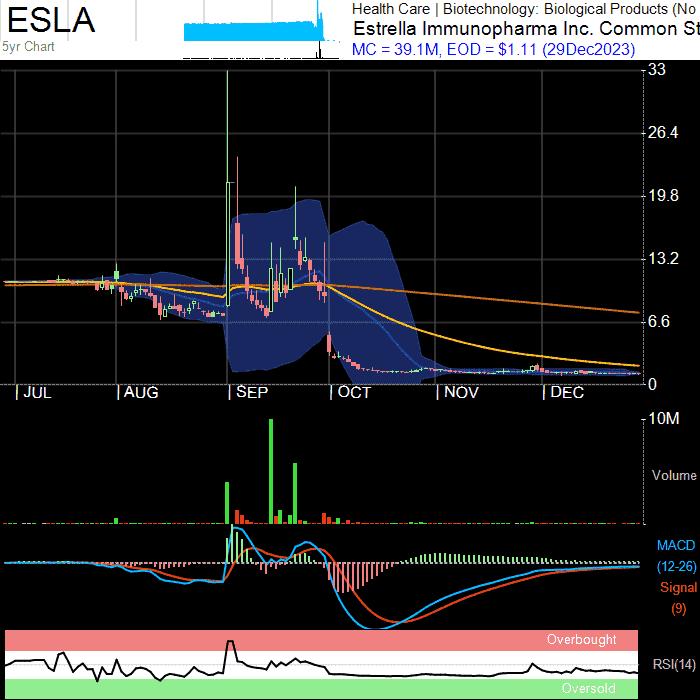 ESLA
5yr Chart
Health Care | Biotechnology: Biological Products (No
Estrella Immunopharma Inc. Common St
MC = 39.1M, EOD = $1.11 (29Dec2023)
33
26.4
19.8
13.2
6.6
0
JUL AUG SEP OCT NOV DEC
10M
Volume
MACD
(12-26)
Signal
(9)
Overbought
RSI(14)
Oversold